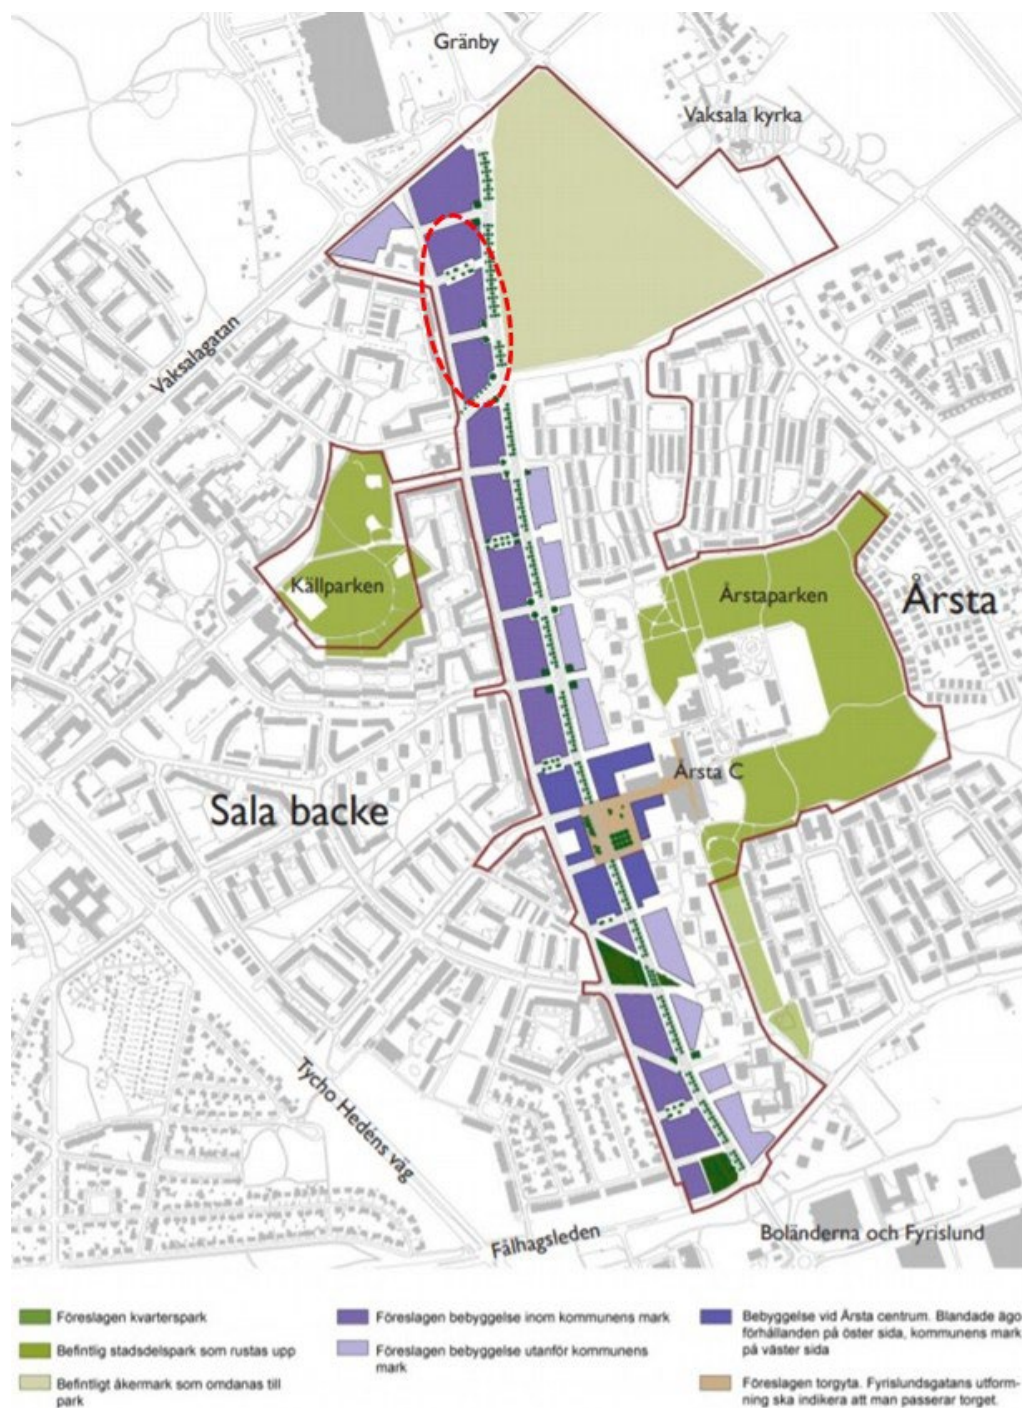 Gränby
Vaksala kyrka
Vaksalagatan
Källparken
Årstaparken
Årsta
Årsta C
Sala backe
Tycho Hedéns väg
Fålhagsleden
Boländerna och Fyrislund
Föreslagen kvarterspark
Befintlig stadsdelspark som rustas upp
Befintligt åkermark som omdanas till
park
Föreslagen bebyggelse inom kommunens mark
Föreslagen bebyggelse utanför kommunens
mark
Bebyggelse vid Årsta centrum. Blandade ägo
förhållanden på öster sida, kommunens mark
på väster sida
Föreslagen torgyta. Fyrislundsgatans utform-
ning ska indikera att man passerar torget.